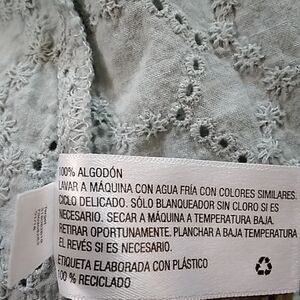 100% ALGODÓN
LAVAR A MÁQUINA CON AGUA FRÍA CON COLORES SIMILARES.
CICLO DELICADO. SÓLO BLANQUEADOR SIN CLORO SI ES
NECESARIO. SECAR A MÁQUINA A TEMPERATURA BAJA.
RETIRAR OPORTUNAMENTE. PLANCHAR A BAJA TEMPERATURA
EL REVÉS SI ES NECESARIO.
ETIQUETA ELABORADA CON PLÁSTICO
100 % RECICLADO